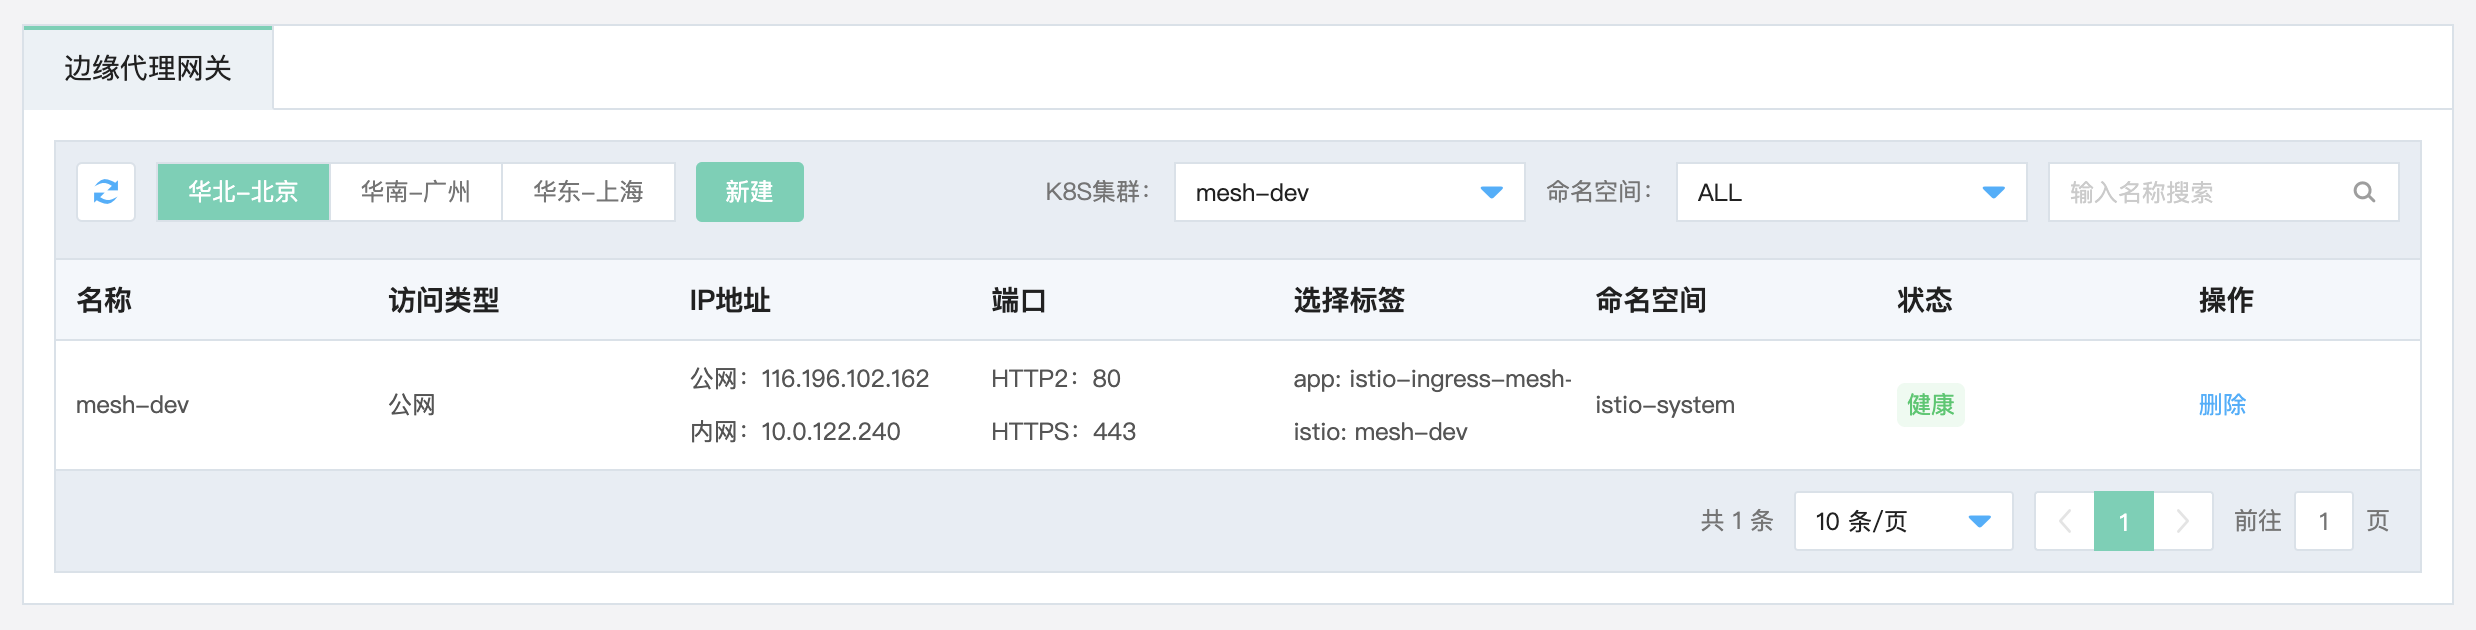 边缘代理网关
华北-北京 华南-广州 华东-上海 新建 K8S集群： mesh-dev 命名空间： ALL 输入名称搜索
名称 访问类型 IP地址 端口 选择标签 命名空间 状态 操作
公网：116.196.102.162 HTTP2：80 app: istio-ingress-mesh-
mesh-dev 公网 istio-system 健康 删除
内网：10.0.122.240 HTTPS：443 istio: mesh-dev
共 1 条 10 条/页 1 前往 1 页